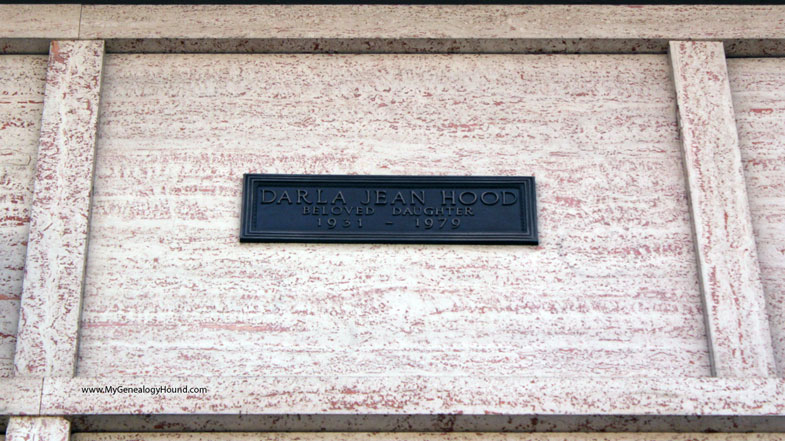 DARLA JEAN HOOD
BELOVED DAUGHTER
1931 – 1979
www.MyGenealogyHound.com